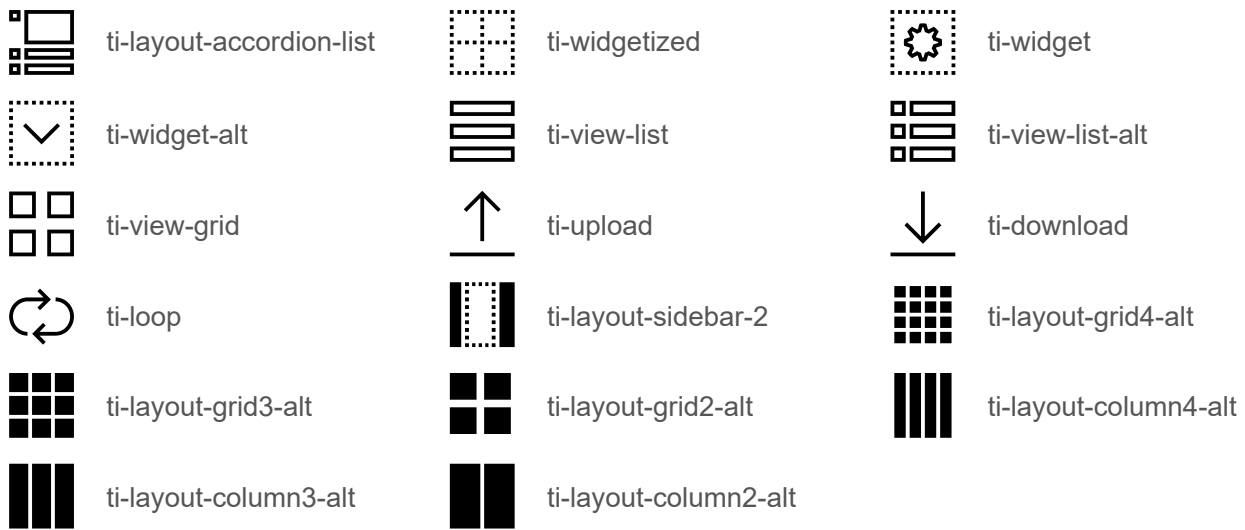 ti-layout-accordion-list ti-widgetized ti-widget
ti-widget-alt ti-view-list ti-view-list-alt
ti-view-grid ti-upload ti-download
ti-loop ti-layout-sidebar-2 ti-layout-grid4-alt
ti-layout-grid3-alt ti-layout-grid2-alt ti-layout-column4-alt
ti-layout-column3-alt ti-layout-column2-alt